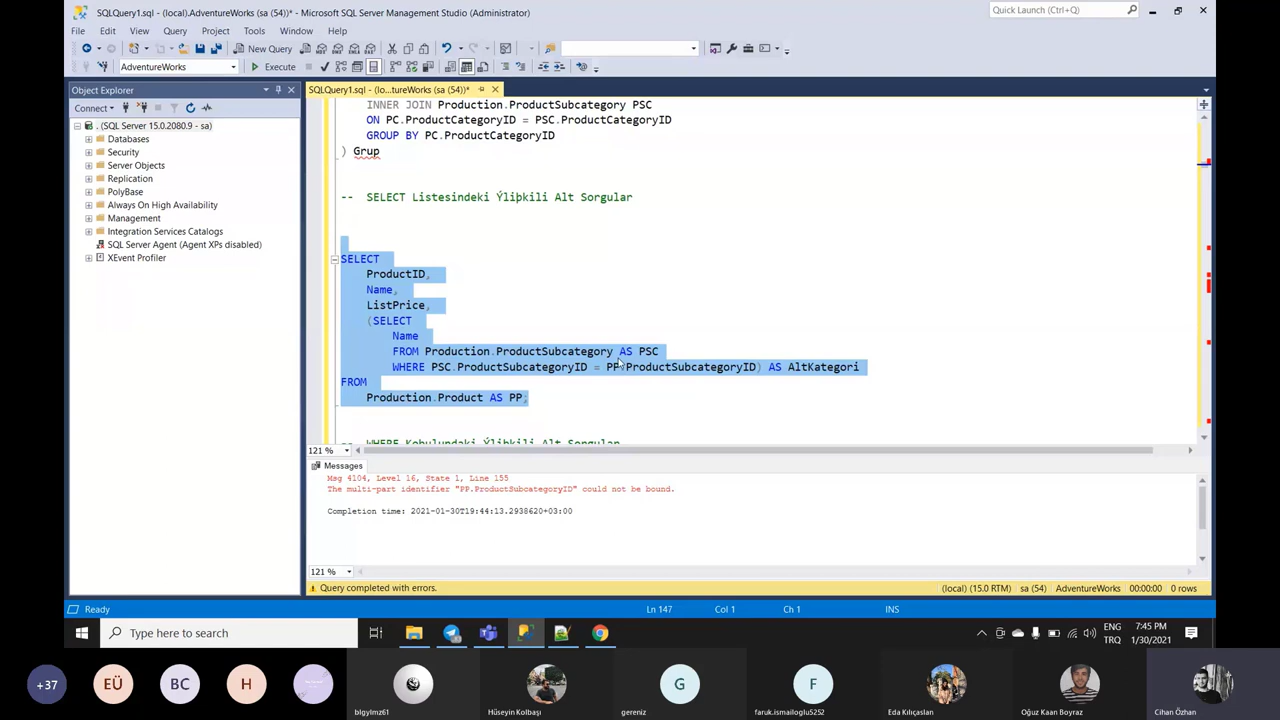 SQLQuery1.sql - (local).AdventureWorks (sa (54))* - Microsoft SQL Server Management Studio (Administrator)
Quick Launch (Ctrl+Q)
File Edit View Query Project Tools Window Help
New Query
AdventureWorks Execute
Object Explorer
SQLQuery1.sql - (lo...tureWorks (sa (54))*
Connect
. (SQL Server 15.0.2080.9 - sa)
Databases
Security
Server Objects
Replication
PolyBase
Always On High Availability
Management
Integration Services Catalogs
SQL Server Agent (Agent XPs disabled)
XEvent Profiler
INNER JOIN Production.ProductSubcategory PSC
ON PC.ProductCategoryID = PSC.ProductCategoryID
GROUP BY PC.ProductCategoryID
) Grup
-- SELECT Listesindeki Ýliþkili Alt Sorgular
SELECT
ProductID,
Name,
ListPrice,
(SELECT
Name
FROM Production.ProductSubcategory AS PSC
WHERE PSC.ProductSubcategoryID = PP.ProductSubcategoryID) AS AltKategori
FROM
Production.Product AS PP;
-- WHERE Koþulundaki Ýliþkili Alt Sorgular
121 %
Messages
Msg 4104, Level 16, State 1, Line 155
The multi-part identifier "PP.ProductSubcategoryID" could not be bound.
Completion time: 2021-01-30T19:44:13.2938620+03:00
121 %
Query completed with errors.
(local) (15.0 RTM) sa (54) AdventureWorks 00:00:00 0 rows
Ready
Ln 147 Col 1 Ch 1 INS
Type here to search
ENG
TRQ
7:45 PM
1/30/2021
+37 EÜ BC H G F
blgylmz61 Hüseyin Kolbaşı gereniz faruk.ismailoglu5252 Eda Kılıçaslan Oğuz Kaan Boyraz Cihan Özhan